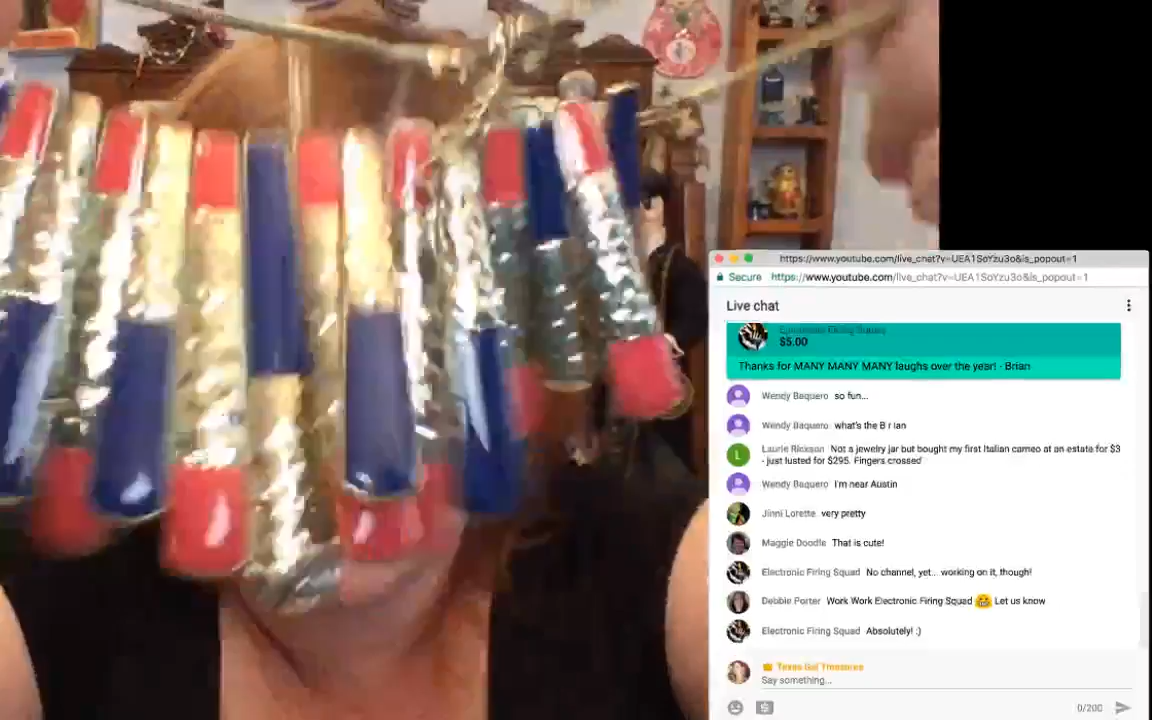 https://www.youtube.com/live_chat?v=UEA1SoYzu3o&is_popout=1
Secure https://www.youtube.com/live_chat?v=UEA1SoYzu3o&is_popout=1
Live chat
Electronic Firing Squad
$5.00
Thanks for MANY MANY MANY laughs over the year! - Brian
Wendy Baquero so fun...
Wendy Baquero what's the B r ian
Laurie Rickson Not a jewelry jar but bought my first Italian cameo at an estate for $3
- just lusted for $295. Fingers crossed
Wendy Baquero I'm near Austin
Jinni Lorette very pretty
Maggie Doodle That is cute!
Electronic Firing Squad No channel, yet... working on it, though!
Debbie Porter Work Work Electronic Firing Squad 😂 Let us know
Electronic Firing Squad Absolutely! :)
Texas Gal Treasures
Say something...
0/200